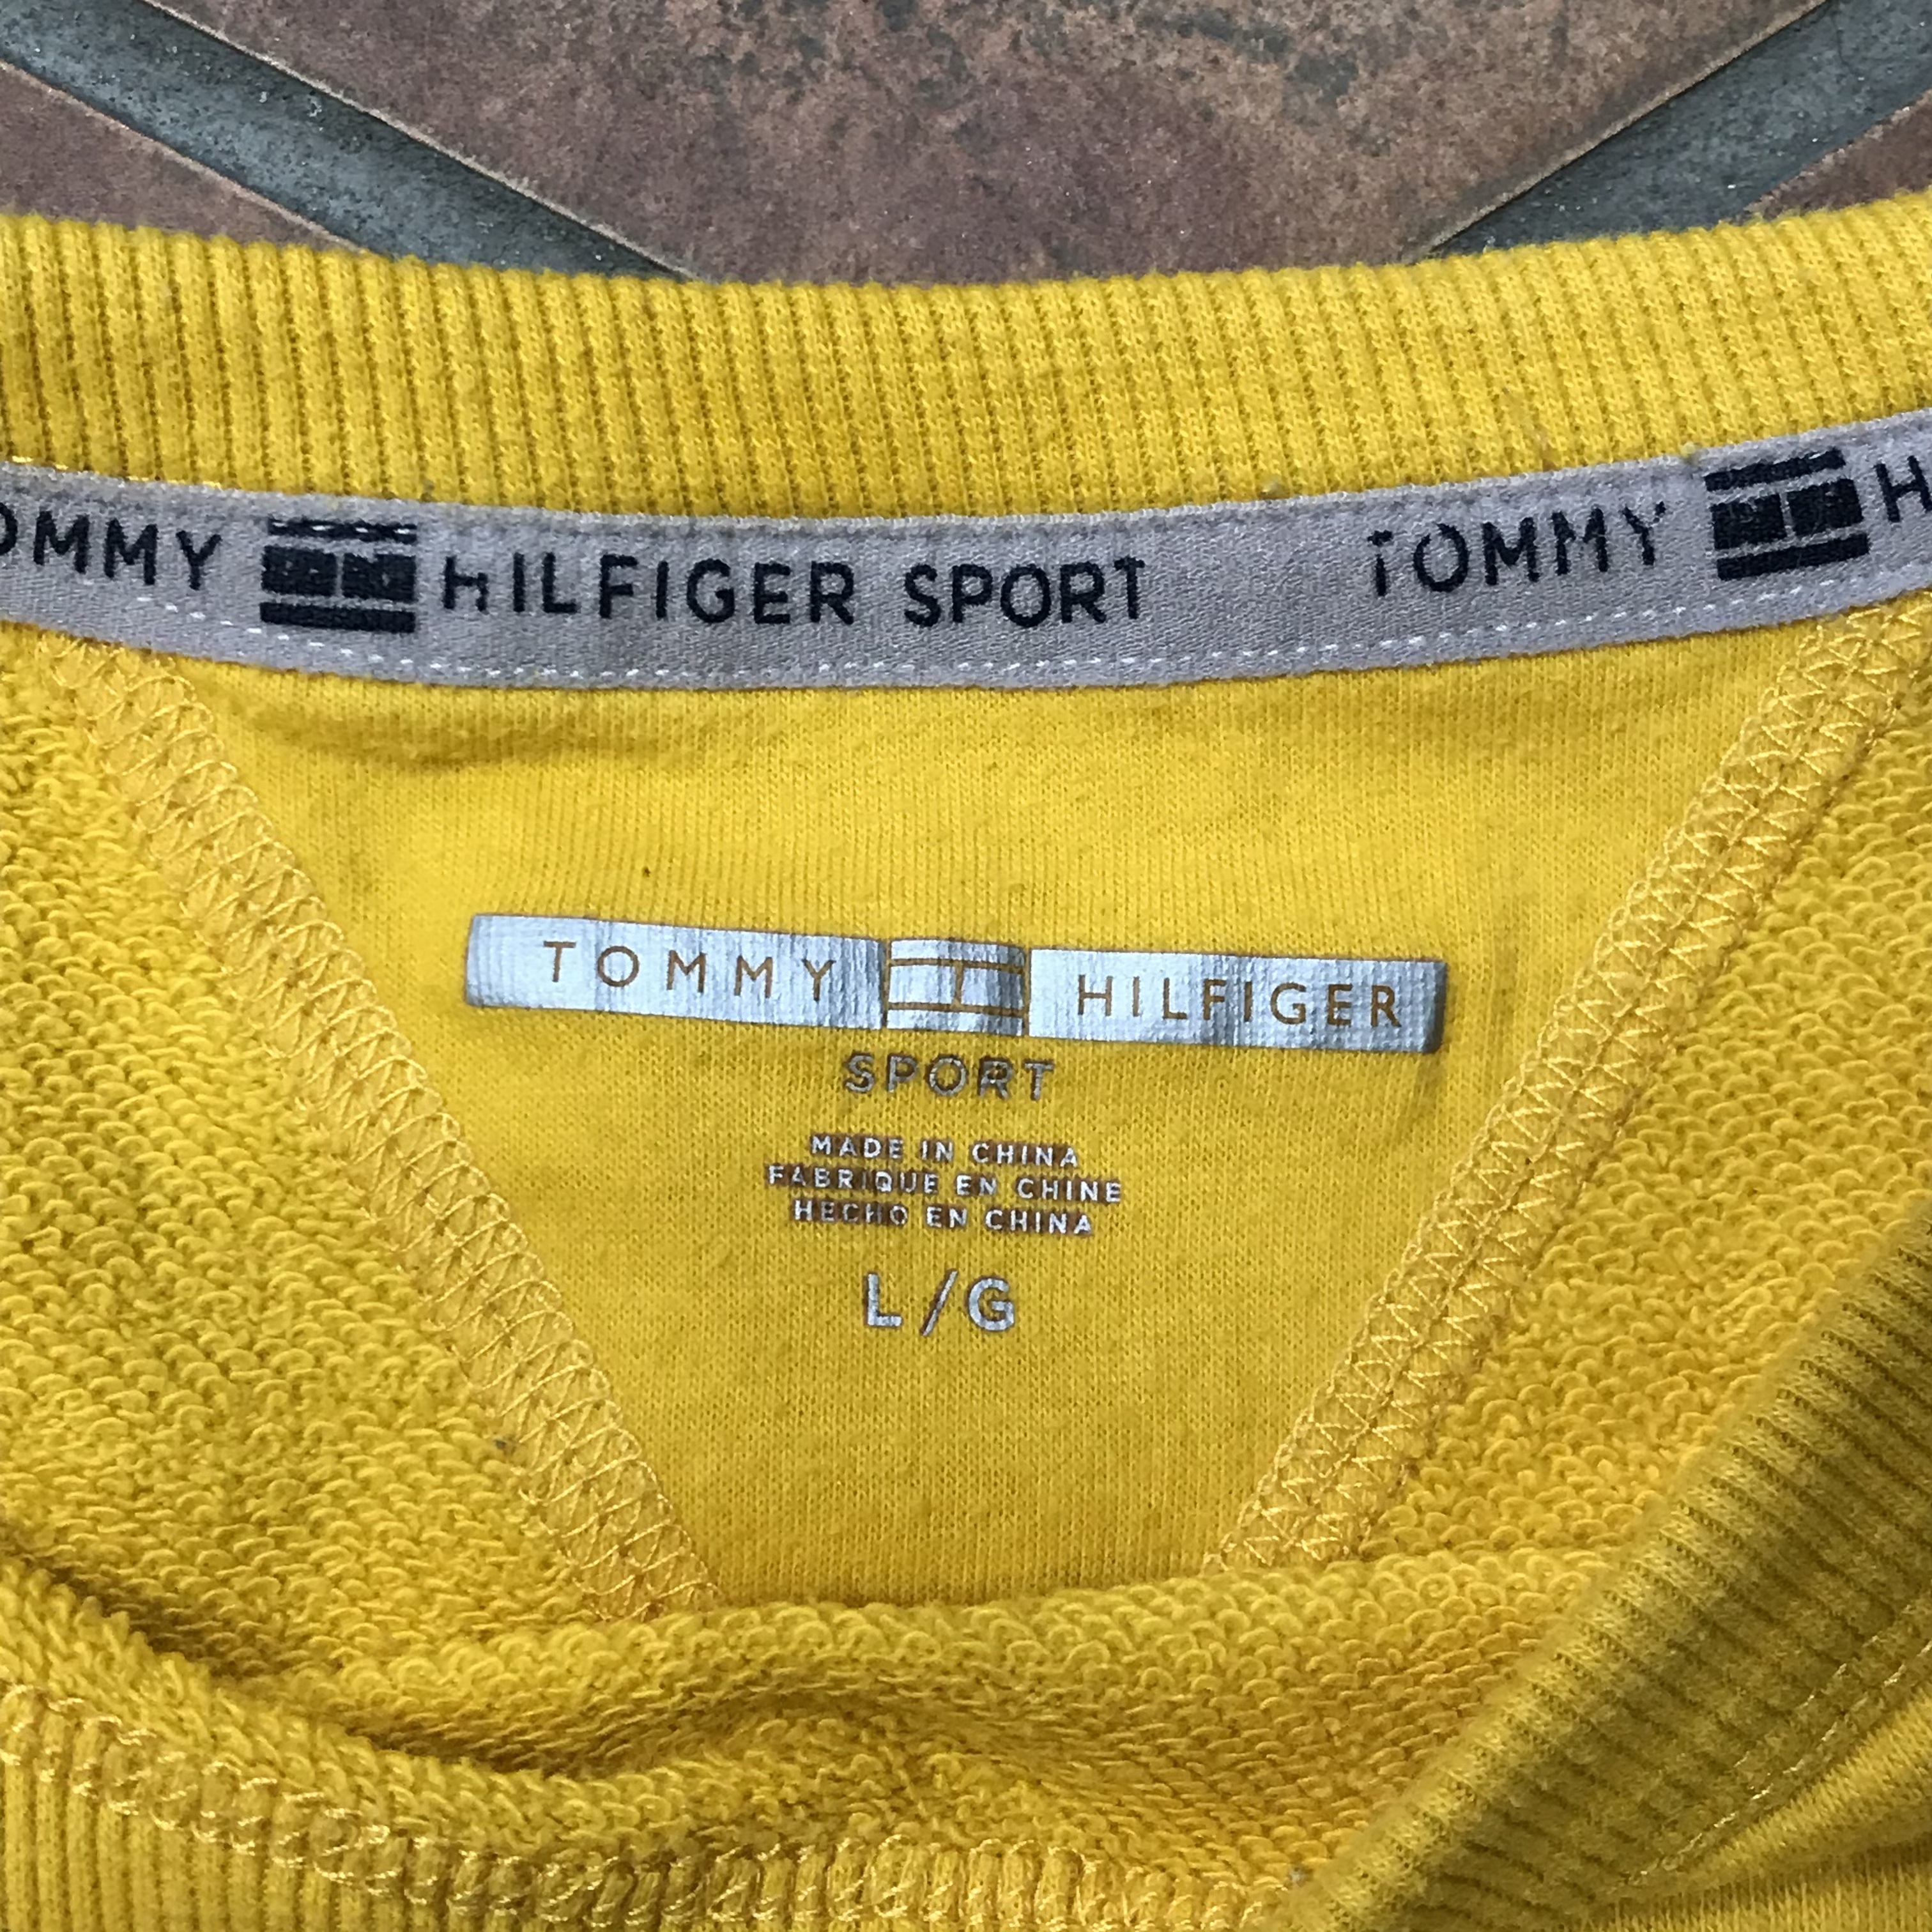 OMMY HILFIGER SPORT TOMMY H
TOMMY HILFIGER
SPORT
MADE IN CHINA
FABRIQUE EN CHINE
HECHO EN CHINA
L/G